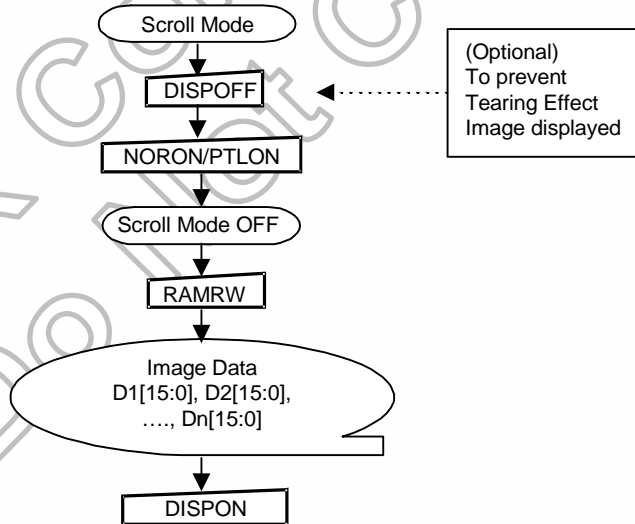 Scroll Mode
DISPOFF
(Optional)
To prevent
Tearing Effect
Image displayed
NORON/PTLON
Scroll Mode OFF
RAMRW
Image Data
D1[15:0], D2[15:0],
…., Dn[15:0]
DISPON